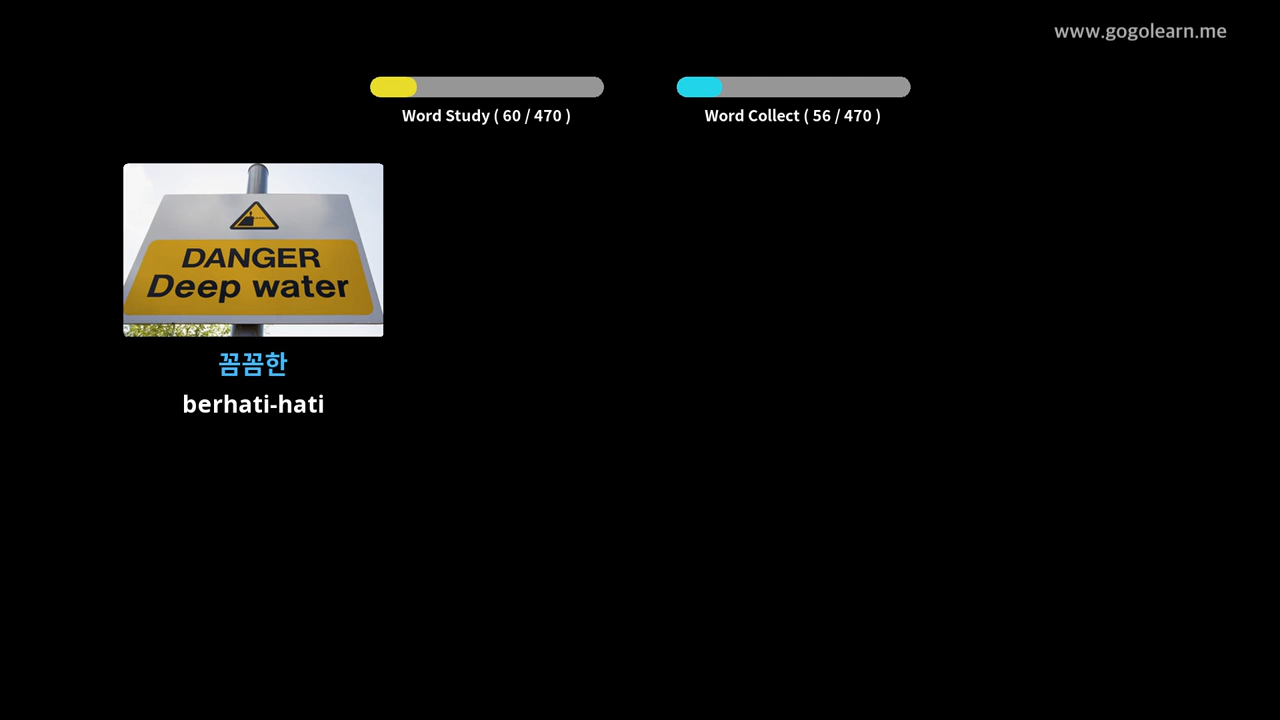 www.gogolearn.me
Word Study ( 60 / 470 )
Word Collect ( 56 / 470 )
DANGER
Deep water
꼼꼼한
berhati-hati